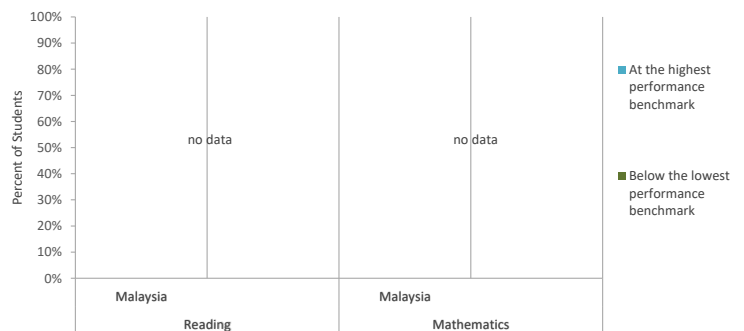 100%
90%
80%
70%
60%
50%
40%
30%
20%
10%
0%
Percent of Students
no data
no data
Malaysia
Malaysia
Reading
Mathematics
At the highest
performance
benchmark
Below the lowest
performance
benchmark